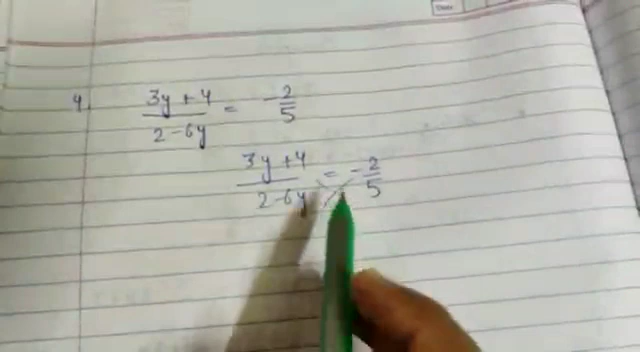 4. (3y + 4)/(2 - 6y) = -2/5
(3y + 4)/(2 - 6y) = -2/5